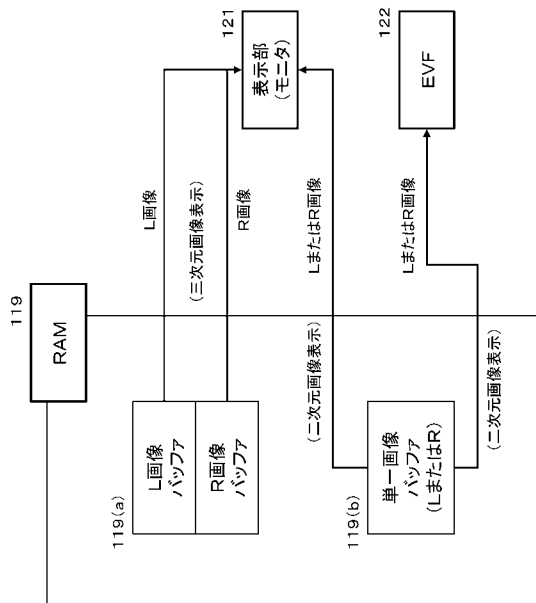 119
RAM
119(a)
L画像
バッファ
R画像
バッファ
L画像
(三次元画像表示)
R画像
121
表示部
(モニタ)
119(b)
単一画像
バッファ
(LまたはR)
(二次元画像表示)
LまたはR画像
(二次元画像表示)
LまたはR画像
122
EVF